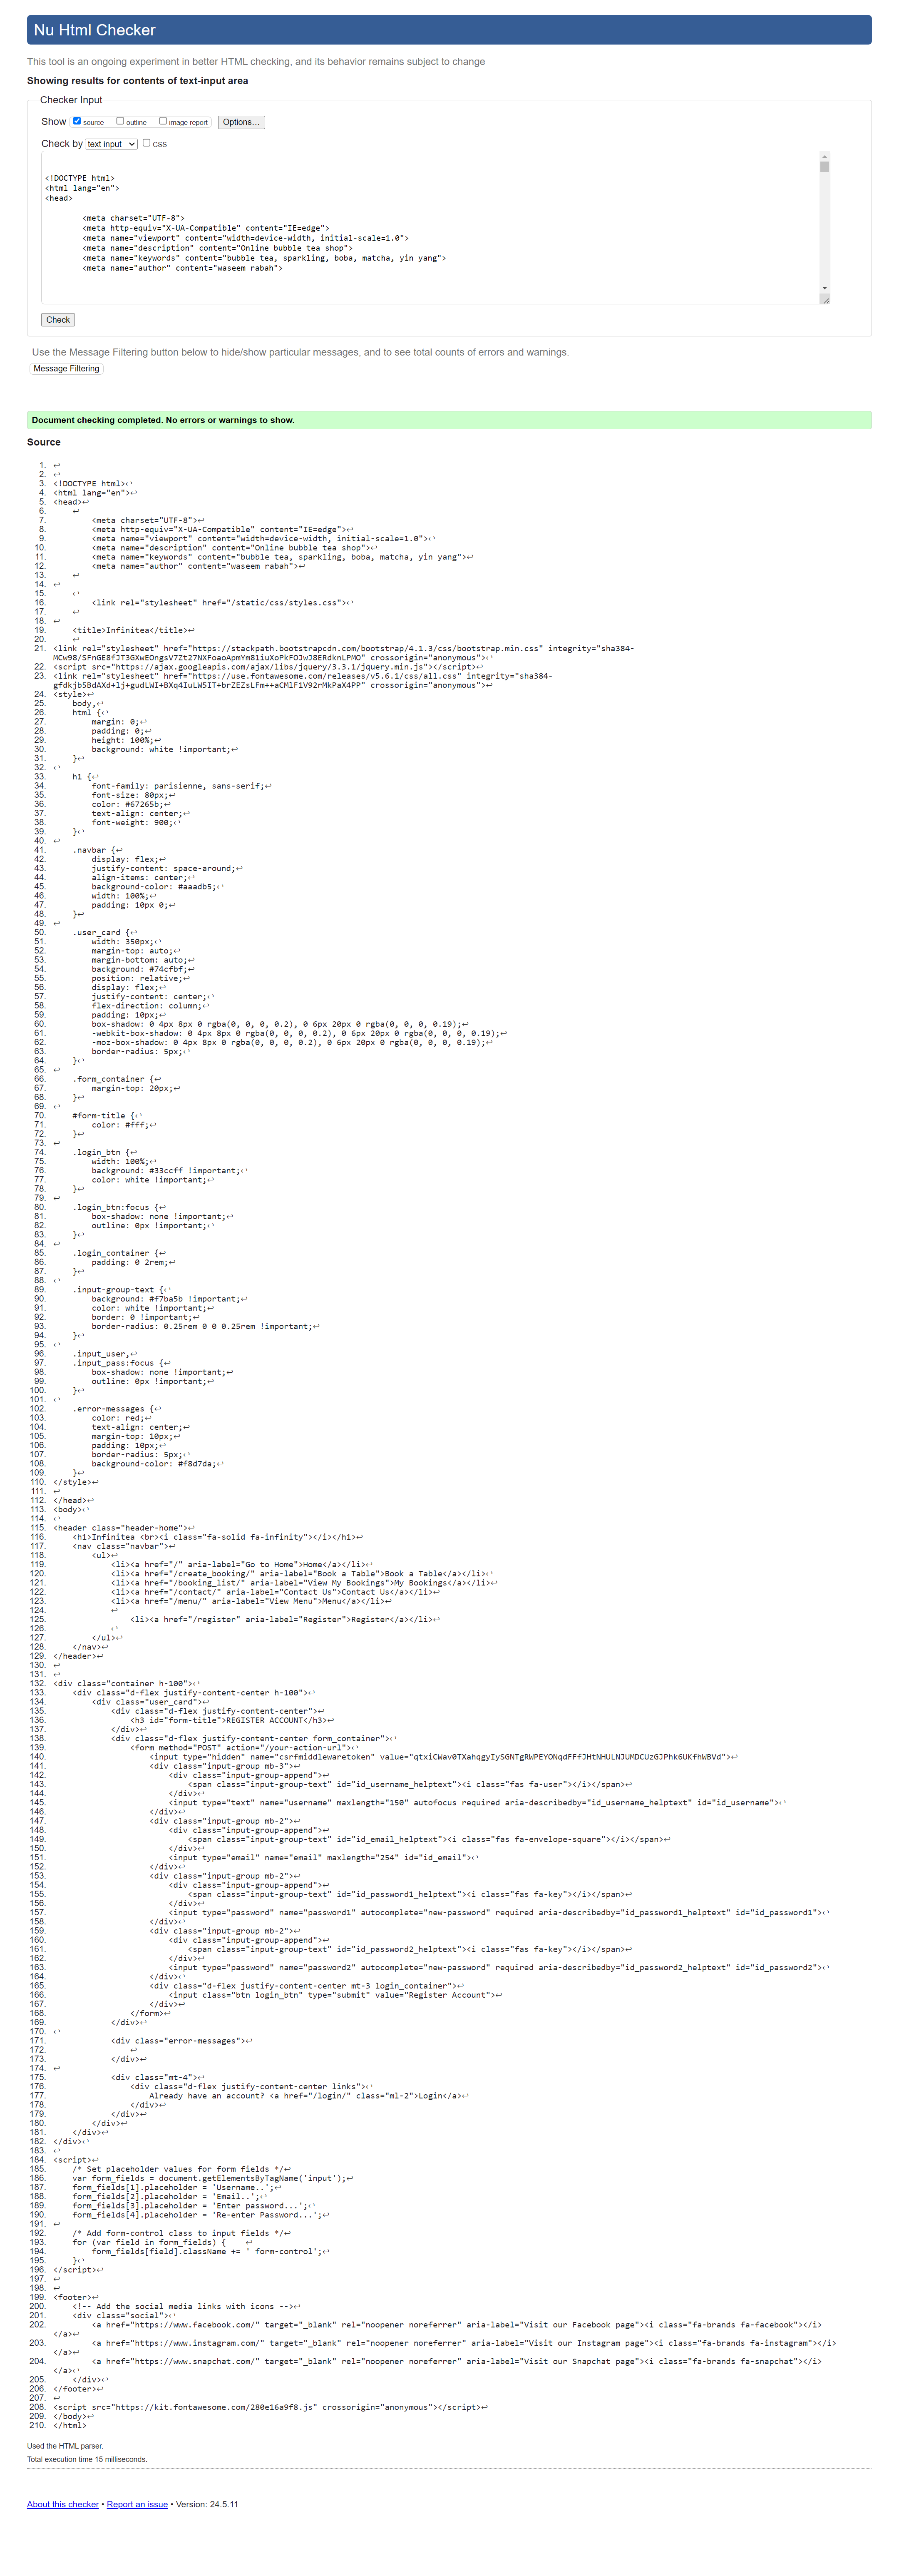 Nu Html Checker
This tool is an ongoing experiment in better HTML checking, and its behavior remains subject to change
Showing results for contents of text-input area
Checker Input
Show source outline image report Options...
Check by text input css
<!DOCTYPE html>
<html lang="en">
<head>
<meta charset="UTF-8">
<meta http-equiv="X-UA-Compatible" content="IE=edge">
<meta name="viewport" content="width=device-width, initial-scale=1.0">
<meta name="description" content="Online bubble tea shop">
<meta name="keywords" content="bubble tea, sparkling, boba, matcha, yin yang">
<meta name="author" content="waseem rabah">
Check
Use the Message Filtering button below to hide/show particular messages, and to see total counts of errors and warnings.
Message Filtering
Document checking completed. No errors or warnings to show.
Source
1. ↩
2. ↩
3. <!DOCTYPE html>↩
4. <html lang="en">↩
5. <head>↩
6. ↩
7. <meta charset="UTF-8">↩
8. <meta http-equiv="X-UA-Compatible" content="IE=edge">↩
9. <meta name="viewport" content="width=device-width, initial-scale=1.0">↩
10. <meta name="description" content="Online bubble tea shop">↩
11. <meta name="keywords" content="bubble tea, sparkling, boba, matcha, yin yang">↩
12. <meta name="author" content="waseem rabah">↩
13. ↩
14. ↩
15. ↩
16. <link rel="stylesheet" href="/static/css/styles.css">↩
17. ↩
18. ↩
19. <title>Infinitea</title>↩
20. ↩
21. <link rel="stylesheet" href="https://stackpath.bootstrapcdn.com/bootstrap/4.1.3/css/bootstrap.min.css" integrity="sha384-
MCw98/SFnGE8fJT3GXwEOngsV7Zt27NXFoaoApmYm81iuXoPkFOJwJ8ERdknLPMO" crossorigin="anonymous">↩
22. <script src="https://ajax.googleapis.com/ajax/libs/jquery/3.3.1/jquery.min.js"></script>↩
23. <link rel="stylesheet" href="https://use.fontawesome.com/releases/v5.6.1/css/all.css" integrity="sha384-
gfdkjb5BdAXd+lj+gudLWI+BXq4IuLW5IT+brZEZsLFm++aCMlF1V92rMkPaX4PP" crossorigin="anonymous">↩
24. <style>↩
25. body,↩
26. html {↩
27. margin: 0;↩
28. padding: 0;↩
29. height: 100%;↩
30. background: white !important;↩
31. }↩
32. ↩
33. h1 {↩
34. font-family: parisienne, sans-serif;↩
35. font-size: 80px;↩
36. color: #67265b;↩
37. text-align: center;↩
38. font-weight: 900;↩
39. }↩
40. ↩
41. .navbar {↩
42. display: flex;↩
43. justify-content: space-around;↩
44. align-items: center;↩
45. background-color: #aaadb5;↩
46. width: 100%;↩
47. padding: 10px 0;↩
48. }↩
49. ↩
50. .user_card {↩
51. width: 350px;↩
52. margin-top: auto;↩
53. margin-bottom: auto;↩
54. background: #74cfbf;↩
55. position: relative;↩
56. display: flex;↩
57. justify-content: center;↩
58. flex-direction: column;↩
59. padding: 10px;↩
60. box-shadow: 0 4px 8px 0 rgba(0, 0, 0, 0.2), 0 6px 20px 0 rgba(0, 0, 0, 0.19);↩
61. -webkit-box-shadow: 0 4px 8px 0 rgba(0, 0, 0, 0.2), 0 6px 20px 0 rgba(0, 0, 0, 0.19);↩
62. -moz-box-shadow: 0 4px 8px 0 rgba(0, 0, 0, 0.2), 0 6px 20px 0 rgba(0, 0, 0, 0.19);↩
63. border-radius: 5px;↩
64. }↩
65. ↩
66. .form_container {↩
67. margin-top: 20px;↩
68. }↩
69. ↩
70. #form-title {↩
71. color: #fff;↩
72. }↩
73. ↩
74. .login_btn {↩
75. width: 100%;↩
76. background: #33ccff !important;↩
77. color: white !important;↩
78. }↩
79. ↩
80. .login_btn:focus {↩
81. box-shadow: none !important;↩
82. outline: 0px !important;↩
83. }↩
84. ↩
85. .login_container {↩
86. padding: 0 2rem;↩
87. }↩
88. ↩
89. .input-group-text {↩
90. background: #f7ba5b !important;↩
91. color: white !important;↩
92. border: 0 !important;↩
93. border-radius: 0.25rem 0 0 0.25rem !important;↩
94. }↩
95. ↩
96. .input_user,↩
97. .input_pass:focus {↩
98. box-shadow: none !important;↩
99. outline: 0px !important;↩
100. }↩
101. ↩
102. .error-messages {↩
103. color: red;↩
104. text-align: center;↩
105. margin-top: 10px;↩
106. padding: 10px;↩
107. border-radius: 5px;↩
108. background-color: #f8d7da;↩
109. }↩
110. </style>↩
111. ↩
112. </head>↩
113. <body>↩
114. ↩
115. <header class="header-home">↩
116. <h1>Infinitea <br><i class="fa-solid fa-infinity"></i></h1>↩
117. <nav class="navbar">↩
118. <ul>↩
119. <li><a href="/" aria-label="Go to Home">Home</a></li>↩
120. <li><a href="/create_booking/" aria-label="Book a Table">Book a Table</a></li>↩
121. <li><a href="/booking_list/" aria-label="View My Bookings">My Bookings</a></li>↩
122. <li><a href="/contact/" aria-label="Contact Us">Contact Us</a></li>↩
123. <li><a href="/menu/" aria-label="View Menu">Menu</a></li>↩
124. ↩
125. <li><a href="/register" aria-label="Register">Register</a></li>↩
126. ↩
127. </ul>↩
128. </nav>↩
129. </header>↩
130. ↩
131. ↩
132. <div class="container h-100">↩
133. <div class="d-flex justify-content-center h-100">↩
134. <div class="user_card">↩
135. <div class="d-flex justify-content-center">↩
136. <h3 id="form-title">REGISTER ACCOUNT</h3>↩
137. </div>↩
138. <div class="d-flex justify-content-center form_container">↩
139. <form method="POST" action="/your-action-url">↩
140. <input type="hidden" name="csrfmiddlewaretoken" value="qtxiCWav0TXahqgyIySGNTgRWPEYONqdFFfJHtNHULNJUMDCUzGJPhk6UKfhWBVd">↩
141. <div class="input-group mb-3">↩
142. <div class="input-group-append">↩
143. <span class="input-group-text" id="id_username_helptext"><i class="fas fa-user"></i></span>↩
144. </div>↩
145. <input type="text" name="username" maxlength="150" autofocus required aria-describedby="id_username_helptext" id="id_username">↩
146. </div>↩
147. <div class="input-group mb-2">↩
148. <div class="input-group-append">↩
149. <span class="input-group-text" id="id_email_helptext"><i class="fas fa-envelope-square"></i></span>↩
150. </div>↩
151. <input type="email" name="email" maxlength="254" id="id_email">↩
152. </div>↩
153. <div class="input-group mb-2">↩
154. <div class="input-group-append">↩
155. <span class="input-group-text" id="id_password1_helptext"><i class="fas fa-key"></i></span>↩
156. </div>↩
157. <input type="password" name="password1" autocomplete="new-password" required aria-describedby="id_password1_helptext" id="id_password1">↩
158. </div>↩
159. <div class="input-group mb-2">↩
160. <div class="input-group-append">↩
161. <span class="input-group-text" id="id_password2_helptext"><i class="fas fa-key"></i></span>↩
162. </div>↩
163. <input type="password" name="password2" autocomplete="new-password" required aria-describedby="id_password2_helptext" id="id_password2">↩
164. </div>↩
165. <div class="d-flex justify-content-center mt-3 login_container">↩
166. <input class="btn login_btn" type="submit" value="Register Account">↩
167. </div>↩
168. </form>↩
169. </div>↩
170. ↩
171. <div class="error-messages">↩
172. ↩
173. </div>↩
174. ↩
175. <div class="mt-4">↩
176. <div class="d-flex justify-content-center links">↩
177. Already have an account? <a href="/login/" class="ml-2">Login</a>↩
178. </div>↩
179. </div>↩
180. </div>↩
181. </div>↩
182. </div>↩
183. ↩
184. <script>↩
185. /* Set placeholder values for form fields */↩
186. var form_fields = document.getElementsByTagName('input');↩
187. form_fields[1].placeholder = 'Username..';↩
188. form_fields[2].placeholder = 'Email..';↩
189. form_fields[3].placeholder = 'Enter password...';↩
190. form_fields[4].placeholder = 'Re-enter Password...';↩
191. ↩
192. /* Add form-control class to input fields */↩
193. for (var field in form_fields) { ↩
194. form_fields[field].className += ' form-control';↩
195. }↩
196. </script>↩
197. ↩
198. ↩
199. <footer>↩
200. <!-- Add the social media links with icons -->↩
201. <div class="social">↩
202. <a href="https://www.facebook.com/" target="_blank" rel="noopener noreferrer" aria-label="Visit our Facebook page"><i class="fa-brands fa-facebook"></i>
</a>↩
203. <a href="https://www.instagram.com/" target="_blank" rel="noopener noreferrer" aria-label="Visit our Instagram page"><i class="fa-brands fa-instagram"></i>
</a>↩
204. <a href="https://www.snapchat.com/" target="_blank" rel="noopener noreferrer" aria-label="Visit our Snapchat page"><i class="fa-brands fa-snapchat"></i>
</a>↩
205. </div>↩
206. </footer>↩
207. ↩
208. <script src="https://kit.fontawesome.com/280e16a9f8.js" crossorigin="anonymous"></script>↩
209. </body>↩
210. </html>
Used the HTML parser.
Total execution time 15 milliseconds.
About this checker • Report an issue • Version: 24.5.11